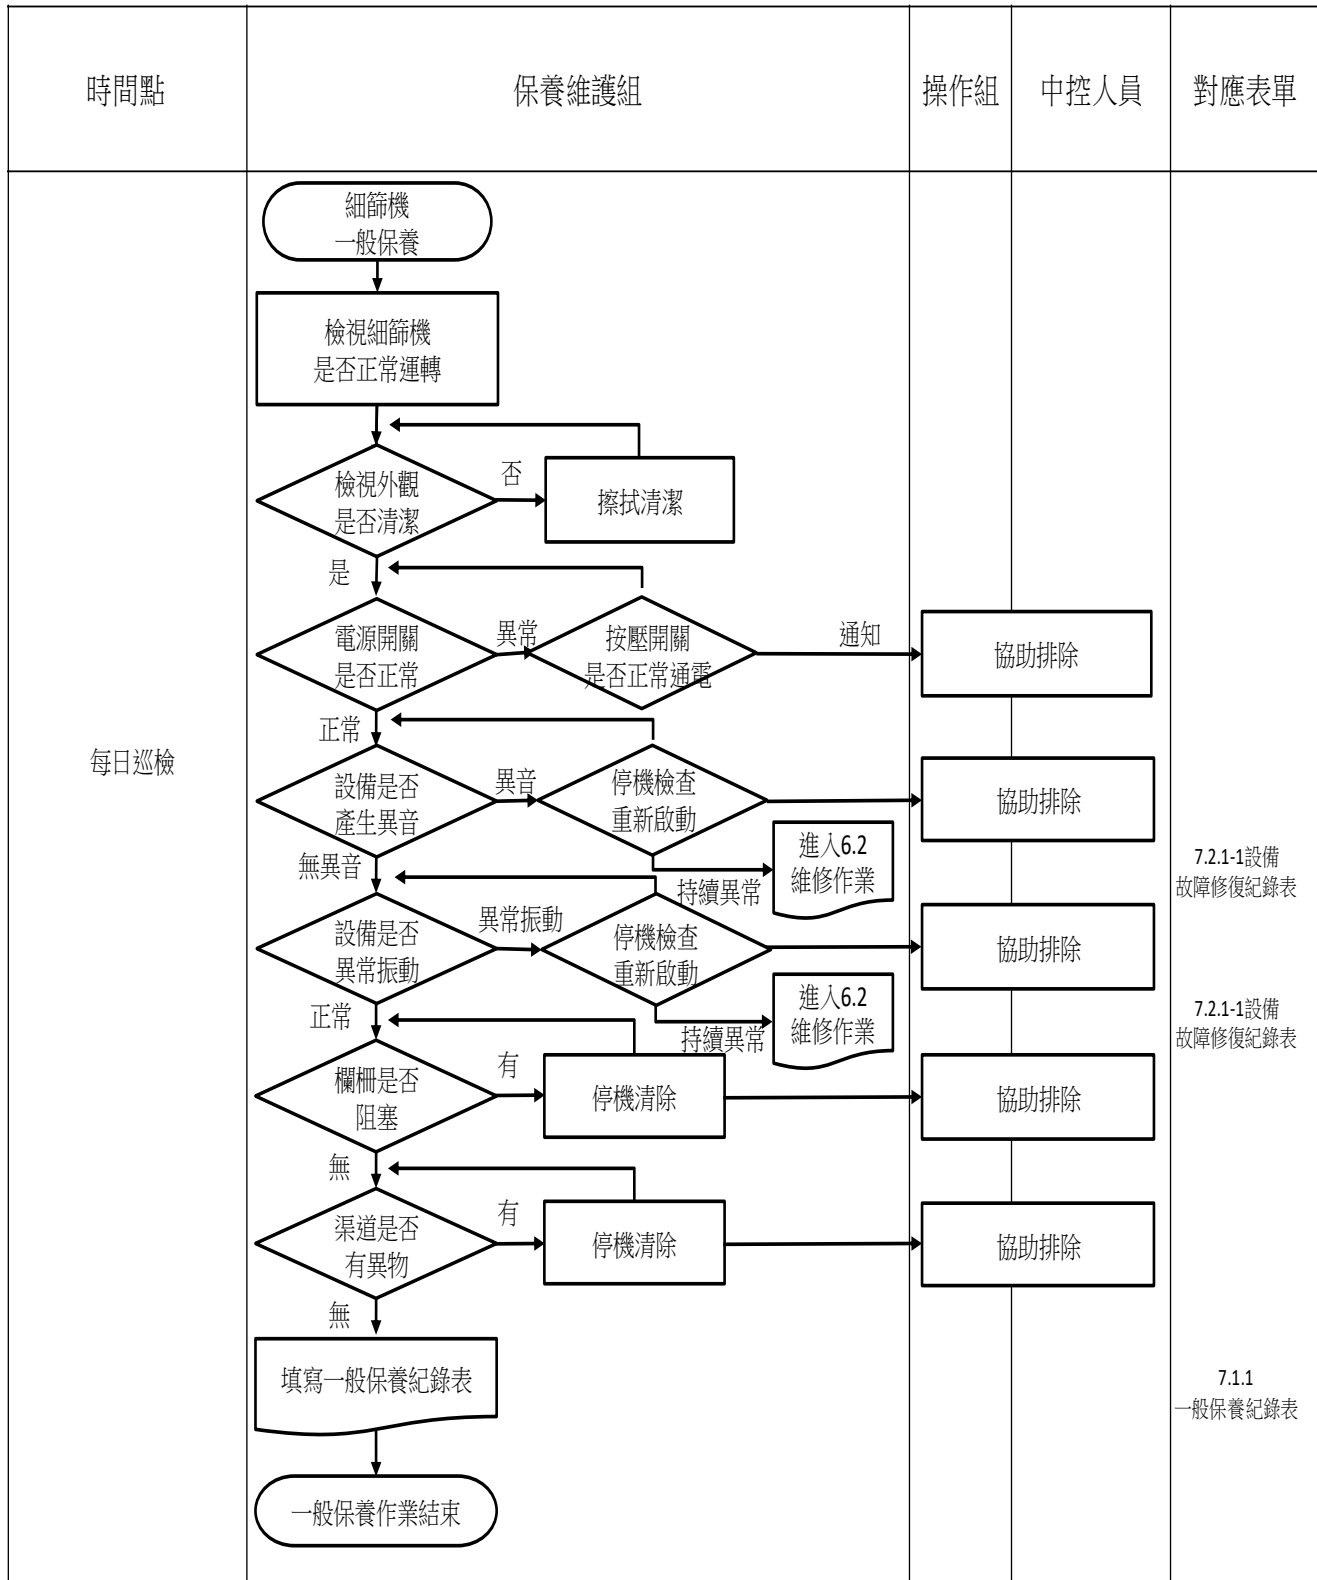 時間點
保養維護組
操作組
中控人員
對應表單
細篩機
一般保養
檢視細篩機
是否正常運轉
檢視外觀
是否清潔
否
擦拭清潔
是
電源開關
是否正常
異常
按壓開關
是否正常通電
通知
協助排除
正常
每日巡檢
設備是否
產生異音
異音
停機檢查
重新啟動
協助排除
無異音
持續異常
進入6.2
維修作業
7.2.1-1設備
故障修復紀錄表
設備是否
異常振動
異常振動
停機檢查
重新啟動
協助排除
正常
持續異常
進入6.2
維修作業
7.2.1-1設備
故障修復紀錄表
欄柵是否
阻塞
有
停機清除
協助排除
無
渠道是否
有異物
有
停機清除
協助排除
無
填寫一般保養紀錄表
7.1.1
一般保養紀錄表
一般保養作業結束